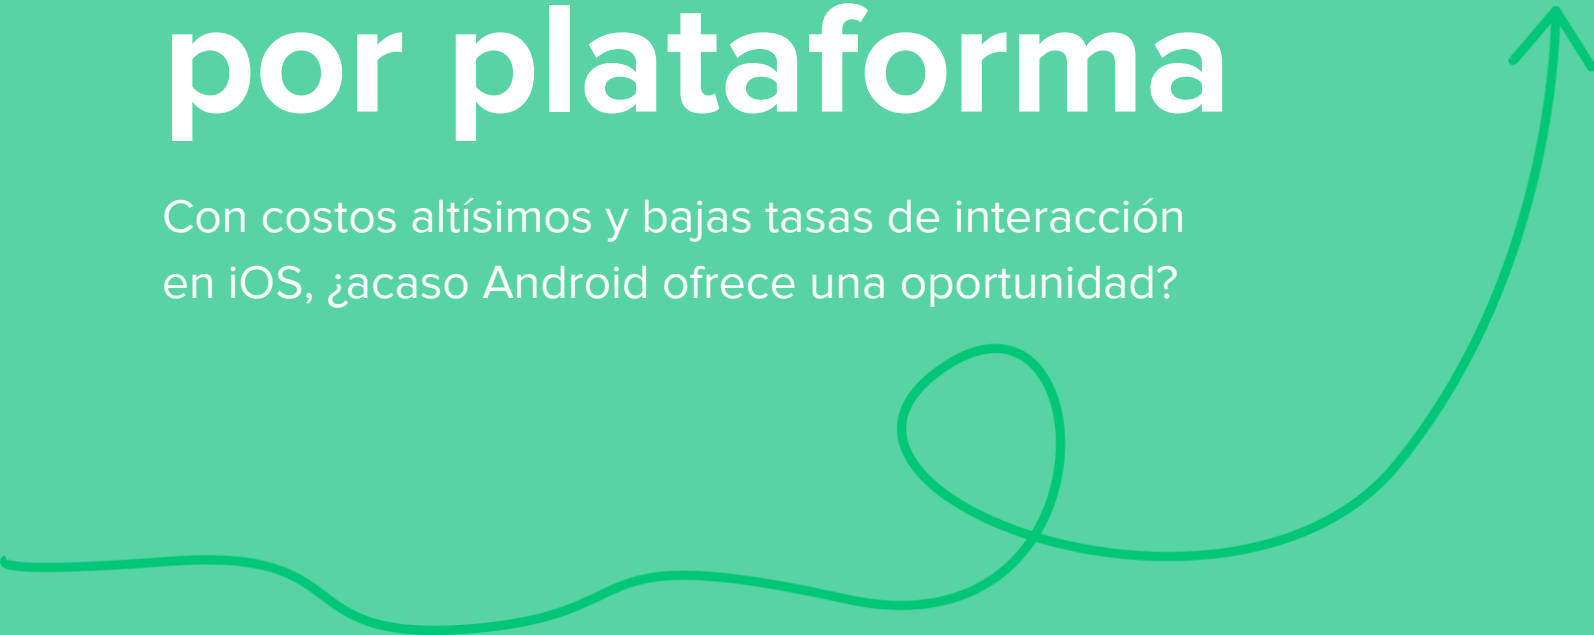 por plataforma
Con costos altísimos y bajas tasas de interacción
en iOS, ¿acaso Android ofrece una oportunidad?